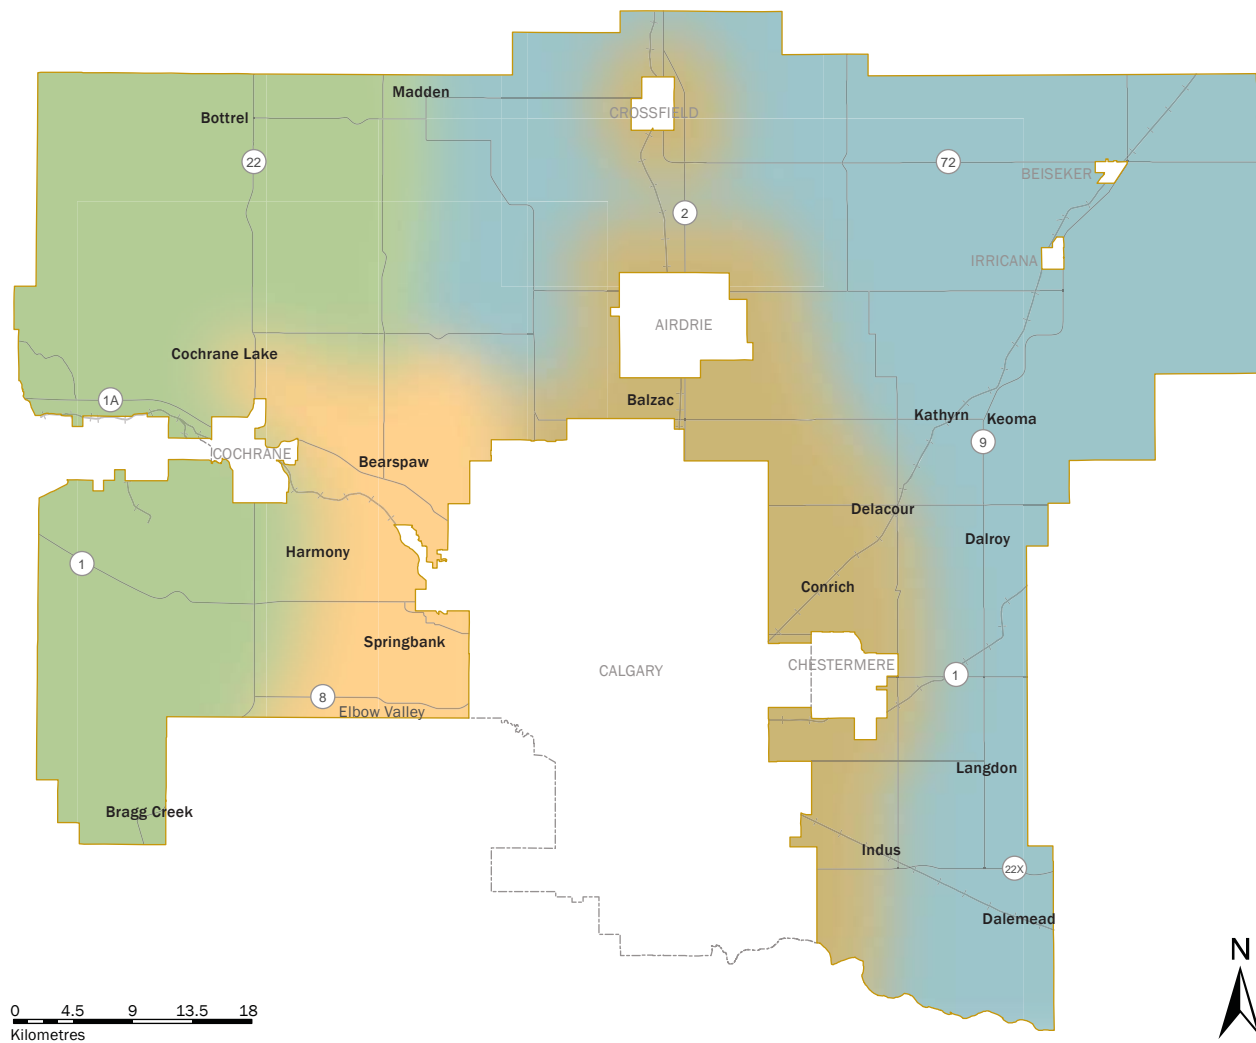 Madden
Bottrel
CROSSFIELD
22
72
BEISEKER
2
IRRICANA
AIRDRIE
Cochrane Lake
1A
Balzac
Kathyrn
Keoma
9
COCHRANE
Bearspaw
Delacour
Dalroy
Harmony
1
Conrich
Springbank
CALGARY
CHESTERMERE
1
8
Elbow Valley
Langdon
Bragg Creek
Indus
22X
Dalemead
N
0 4.5 9 13.5 18
Kilometres